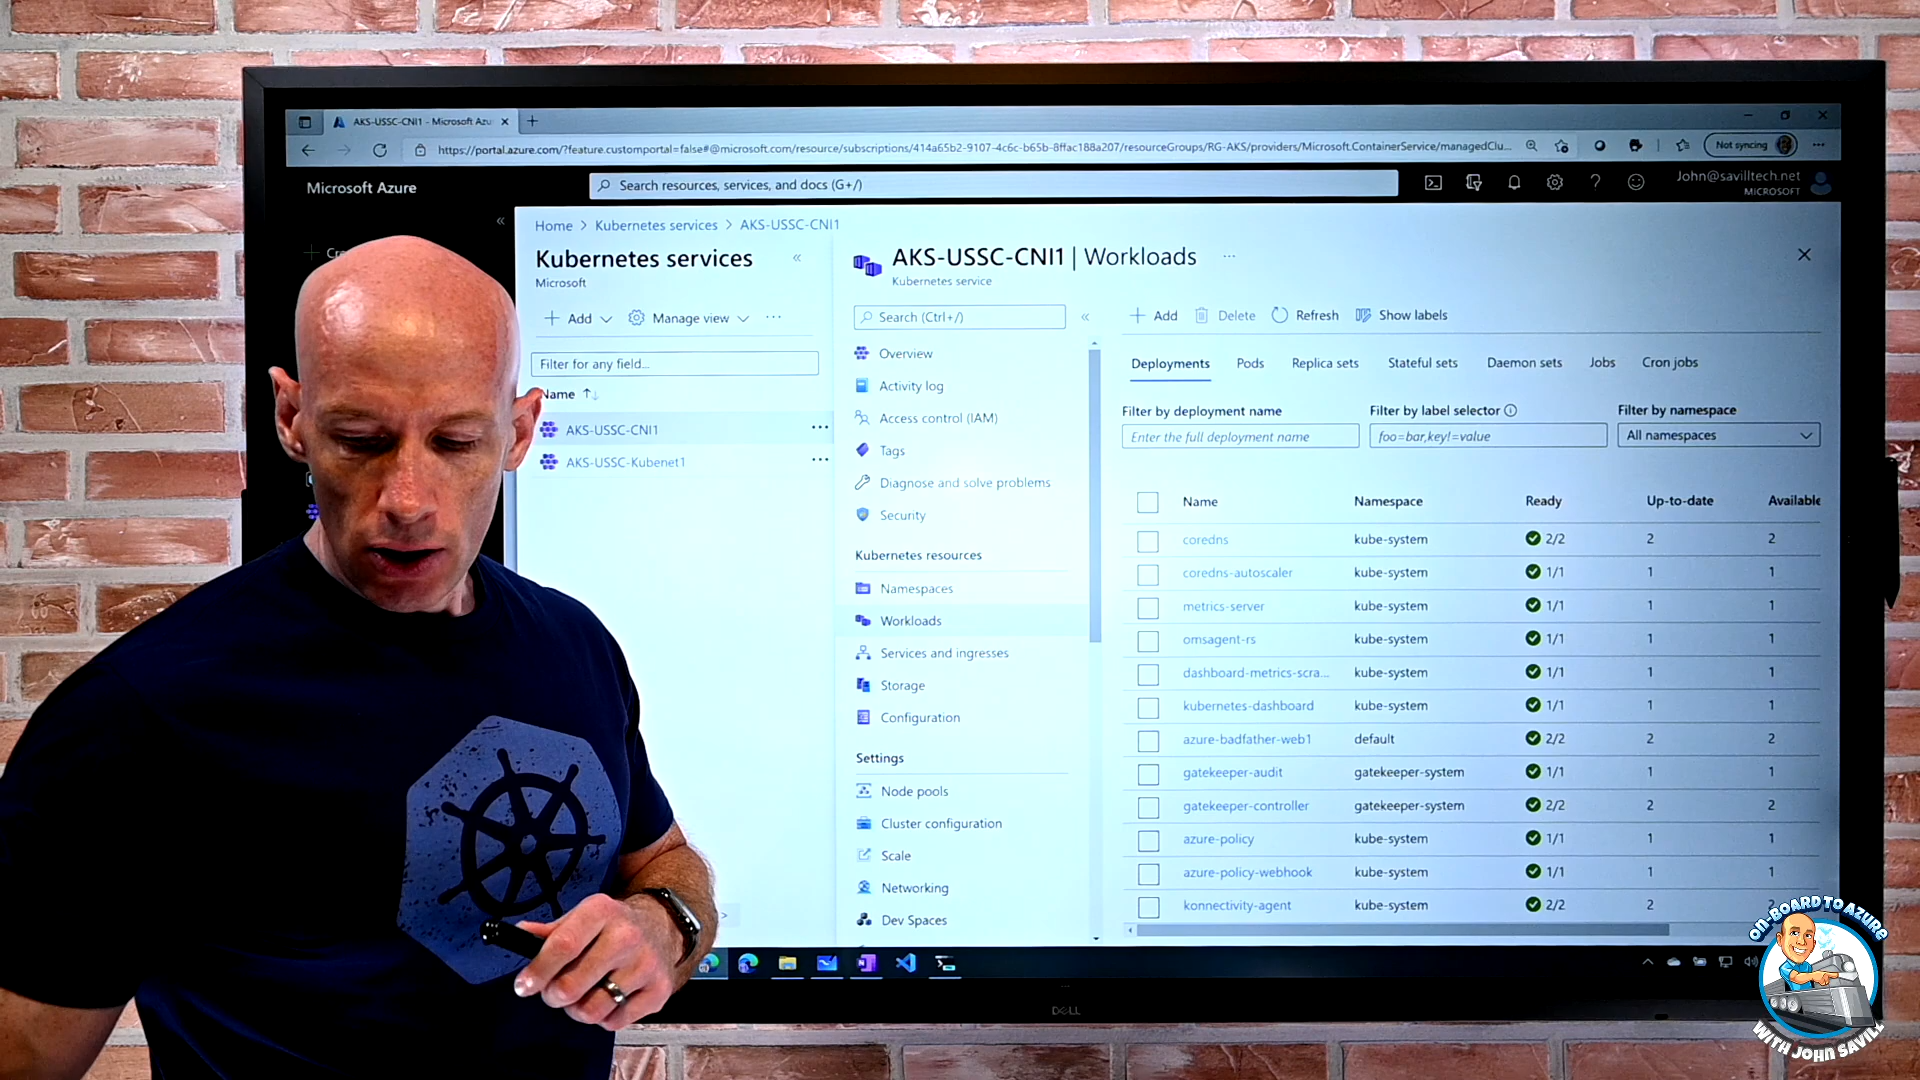 AKS-USSC-CNI1 - Microsoft Azu
https://portal.azure.com/?feature.customportal=false#@microsoft.com/resource/subscriptions/414a65b2-9107-4c6c-b65b-8ffac188a207/resourceGroups/RG-AKS/providers/Microsoft.ContainerService/managedClu...
Not syncing
Microsoft Azure
Search resources, services, and docs (G+/)
John@savilltech.net
MICROSOFT
Home > Kubernetes services > AKS-USSC-CNI1
Kubernetes services
Microsoft
Add
Manage view
Filter for any field...
Name
AKS-USSC-CNI1
AKS-USSC-Kubenet1
AKS-USSC-CNI1 | Workloads
Kubernetes service
Search (Ctrl+/)
Overview
Activity log
Access control (IAM)
Tags
Diagnose and solve problems
Security
Kubernetes resources
Namespaces
Workloads
Services and ingresses
Storage
Configuration
Settings
Node pools
Cluster configuration
Scale
Networking
Dev Spaces
Add Delete Refresh Show labels
Deployments Pods Replica sets Stateful sets Daemon sets Jobs Cron jobs
Filter by deployment name Filter by label selector Filter by namespace
Enter the full deployment name foo=bar,key!=value All namespaces
Name Namespace Ready Up-to-date Available
coredns kube-system 2/2 2 2
coredns-autoscaler kube-system 1/1 1 1
metrics-server kube-system 1/1 1 1
omsagent-rs kube-system 1/1 1 1
dashboard-metrics-scra... kube-system 1/1 1 1
kubernetes-dashboard kube-system 1/1 1 1
azure-badfather-web1 default 2/2 2 2
gatekeeper-audit gatekeeper-system 1/1 1 1
gatekeeper-controller gatekeeper-system 2/2 2 2
azure-policy kube-system 1/1 1 1
azure-policy-webhook kube-system 1/1 1 1
konnectivity-agent kube-system 2/2 2 2
DELL
ON-BOARD TO AZURE
WITH JOHN SAVILL